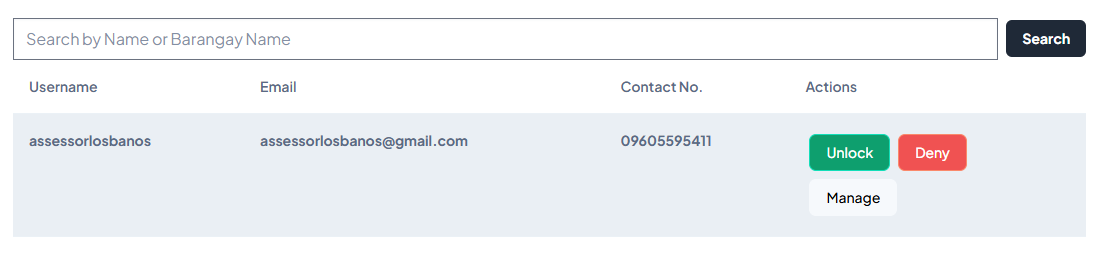 Search by Name or Barangay Name Search
Username Email Contact No. Actions
assessorlosbanos assessorlosbanos@gmail.com 09605595411 Unlock Deny
Manage